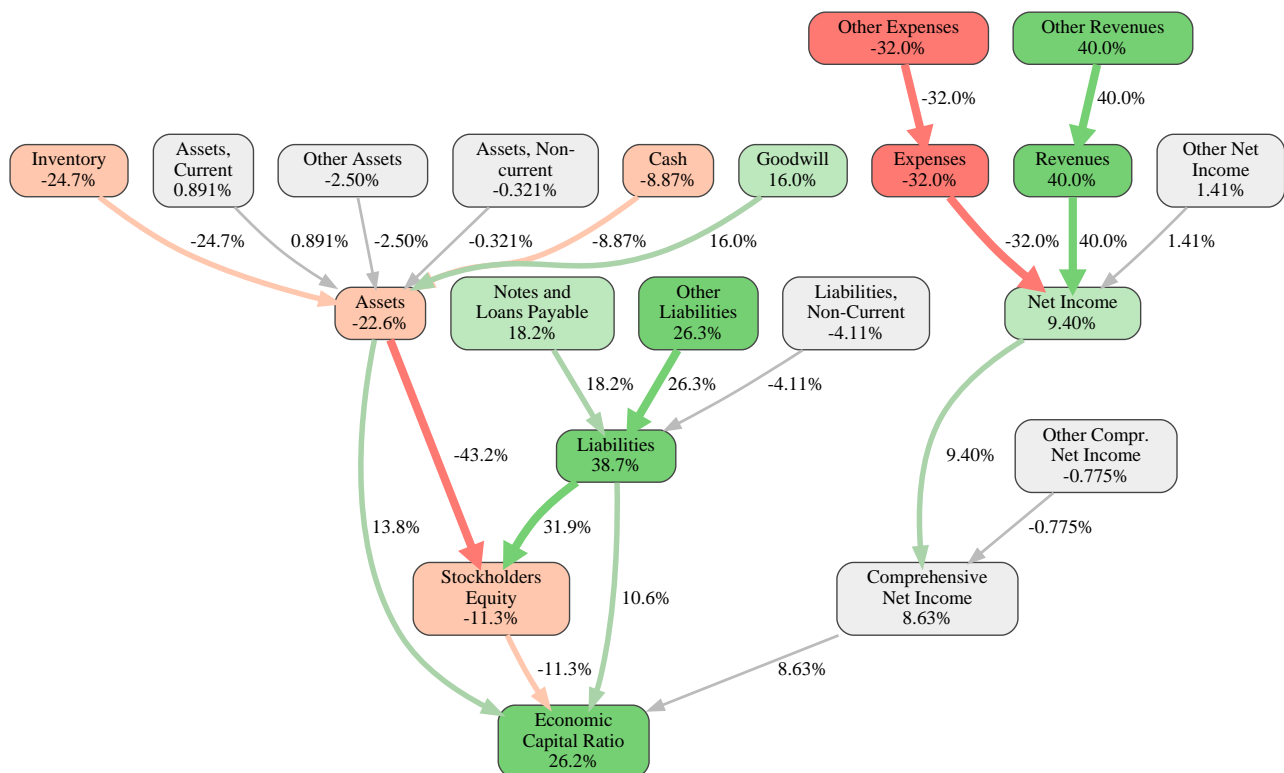 Other Expenses
-32.0%
Other Revenues
40.0%
-32.0%
40.0%
Inventory
-24.7%
Assets,
Current
0.891%
Other Assets
-2.50%
Assets, Non-
current
-0.321%
Cash
-8.87%
Goodwill
16.0%
Expenses
-32.0%
Revenues
40.0%
Other Net
Income
1.41%
-24.7%
0.891%
-2.50%
-0.321%
-8.87%
16.0%
-32.0%
40.0%
1.41%
Assets
-22.6%
Notes and
Loans Payable
18.2%
Other
Liabilities
26.3%
Liabilities,
Non-Current
-4.11%
Net Income
9.40%
18.2%
26.3%
-4.11%
-43.2%
Liabilities
38.7%
9.40%
Other Compr.
Net Income
-0.775%
13.8%
31.9%
-0.775%
Stockholders
Equity
-11.3%
10.6%
Comprehensive
Net Income
8.63%
-11.3%
8.63%
Economic
Capital Ratio
26.2%